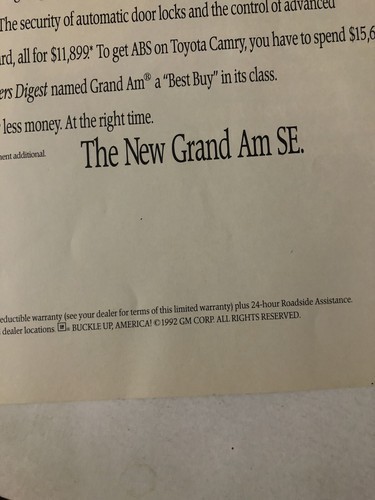 The security of automatic door locks and the control of advanced
rd, all for $11,899.* To get ABS on Toyota Camry, you have to spend $15,6
ers Digest named Grand Am® a "Best Buy" in its class.
less money. At the right time.
ment additional.
The New Grand Am SE.
eductible warranty (see your dealer for terms of this limited warranty) plus 24-hour Roadside Assistance.
dealer locations. GM ® BUCKLE UP, AMERICA! © 1992 GM CORP. ALL RIGHTS RESERVED.